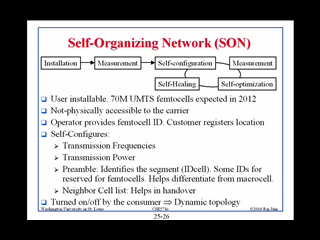 Self-Organizing Network (SON)
Installation Measurement Self-configuration Measurement
Self-Healing Self-optimization
User installable. 70M UMTS femtocells expected in 2012
Not-physically accessible to the carrier
Operator provides femtocell ID. Customer registers location
Self-Configures:
Transmission Frequencies
Transmission Power
Preamble: Identifies the segment (IDcell). Some IDs for
reserved for femtocells. Helps differentiate from macrocell.
Neighbor Cell list: Helps in handover
Turned on/off by the consumer ⇒ Dynamic topology
Washington University in St. Louis ©2010 Raj Jain
25-26